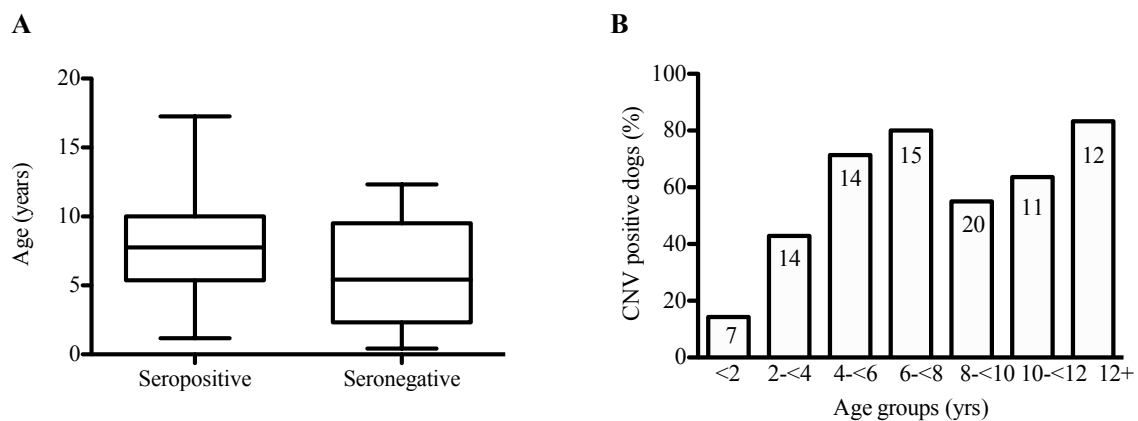 A
20
15
10
5
0
Age (years)
Seropositive Seronegative
B
100
80
60
40
20
0
CNV positive dogs (%)
7 14 14 15 20 11 12
<2 2-<4 4-<6 6-<8 8-<10 10-<12 12+
Age groups (yrs)